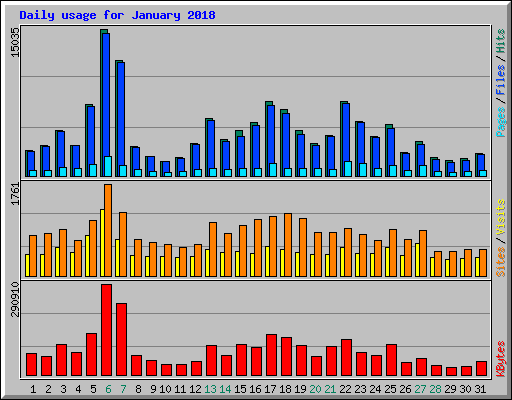 Daily usage for January 2018
15035
Pages / Files / Hits
1761
Sites / Visits
290910
KBytes
1 2 3 4 5 6 7 8 9 10 11 12 13 14 15 16 17 18 19 20 21 22 23 24 25 26 27 28 29 30 31